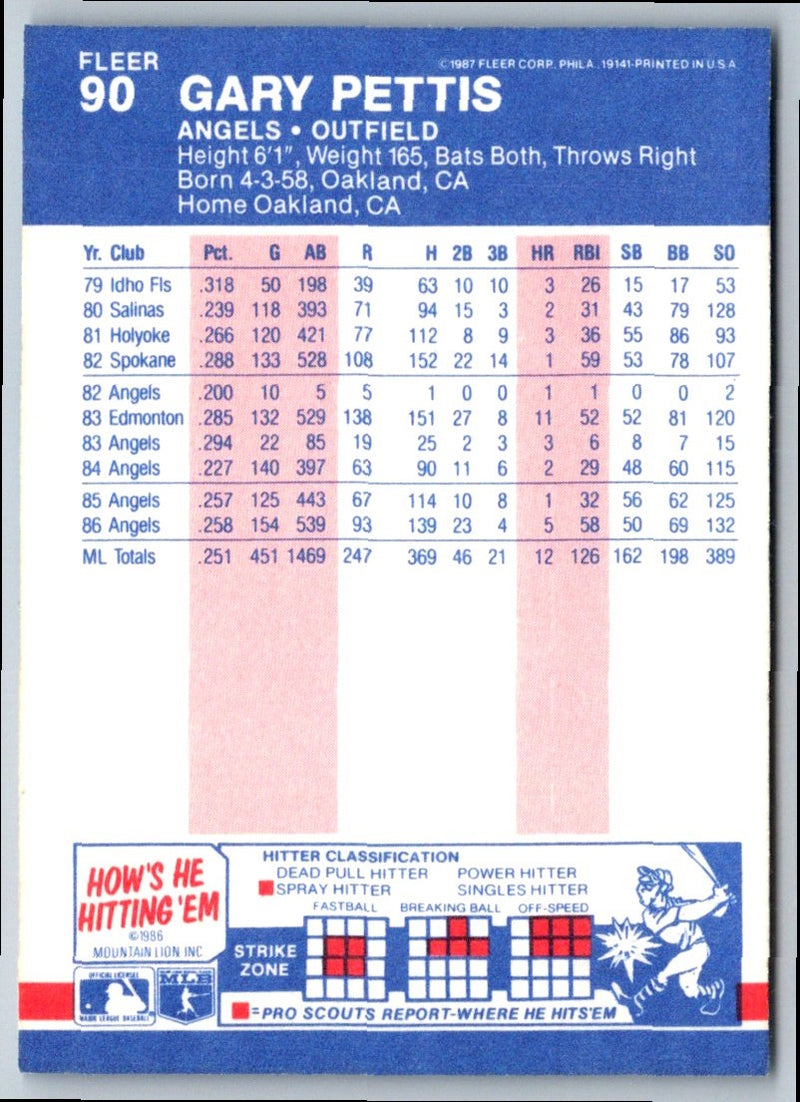 FLEER ©1987 FLEER CORP. PHILA. 19141-PRINTED IN U S A
90 GARY PETTIS
ANGELS • OUTFIELD
Height 6'1", Weight 165, Bats Both, Throws Right
Born 4-3-58, Oakland, CA
Home Oakland, CA
Yr. Club Pct. G AB R H 2B 3B HR RBI SB BB SO
79 Idho Fls .318 50 198 39 63 10 10 3 26 15 17 53
80 Salinas .239 118 393 71 94 15 3 2 31 43 79 128
81 Holyoke .266 120 421 77 112 8 9 3 36 55 86 93
82 Spokane .288 133 528 108 152 22 14 1 59 53 78 107
82 Angels .200 10 5 5 1 0 0 1 1 0 0 2
83 Edmonton .285 132 529 138 151 27 8 11 52 52 81 120
83 Angels .294 22 85 19 25 2 3 3 6 8 7 15
84 Angels .227 140 397 63 90 11 6 2 29 48 60 115
85 Angels .257 125 443 67 114 10 8 1 32 56 62 125
86 Angels .258 154 539 93 139 23 4 5 58 50 69 132
ML Totals .251 451 1469 247 369 46 21 12 126 162 198 389
HOW'S HE
HITTING 'EM
©1986
MOUNTAIN LION INC
HITTER CLASSIFICATION
DEAD PULL HITTER POWER HITTER
SPRAY HITTER SINGLES HITTER
FASTBALL BREAKING BALL OFF-SPEED
STRIKE
ZONE
=PRO SCOUTS REPORT-WHERE HE HITS'EM
OFFICIAL LICENSEE
MAJOR LEAGUE BASEBALL
MLB